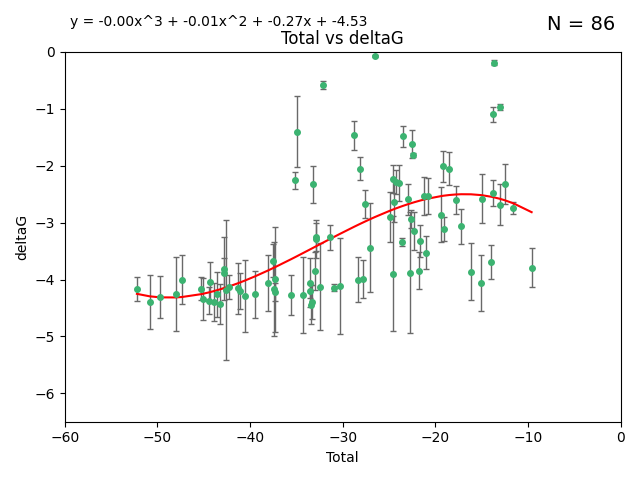 y = -0.00x^3 + -0.01x^2 + -0.27x + -4.53
N = 86
Total vs deltaG
deltaG
0
−1
−2
−3
−4
−5
−6
−60 −50 −40 −30 −20 −10 0
Total